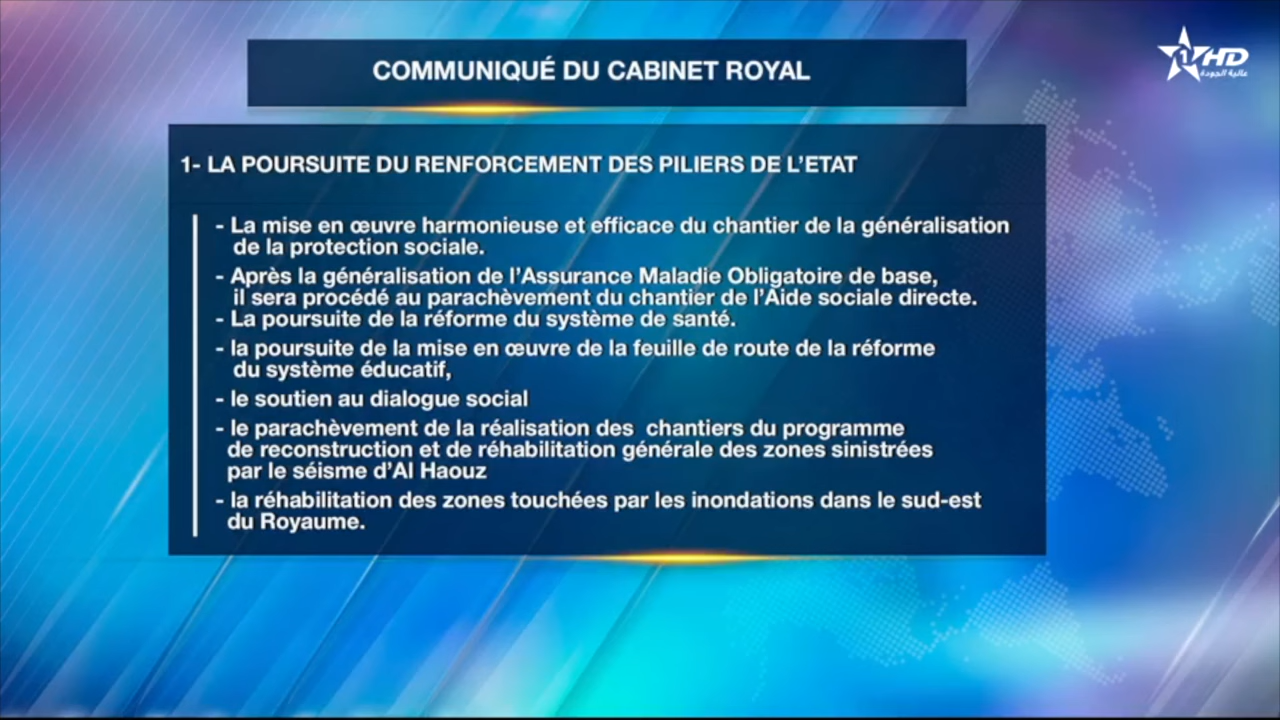 COMMUNIQUÉ DU CABINET ROYAL
1HD
عالية الجودة
1- LA POURSUITE DU RENFORCEMENT DES PILIERS DE L'ETAT
- La mise en œuvre harmonieuse et efficace du chantier de la généralisation
de la protection sociale.
- Après la généralisation de l'Assurance Maladie Obligatoire de base,
il sera procédé au parachèvement du chantier de l'Aide sociale directe.
- La poursuite de la réforme du système de santé.
- la poursuite de la mise en œuvre de la feuille de route de la réforme
du système éducatif,
- le soutien au dialogue social
- le parachèvement de la réalisation des  chantiers du programme
de reconstruction et de réhabilitation générale des zones sinistrées
par le séisme d'Al Haouz
- la réhabilitation des zones touchées par les inondations dans le sud-est
du Royaume.